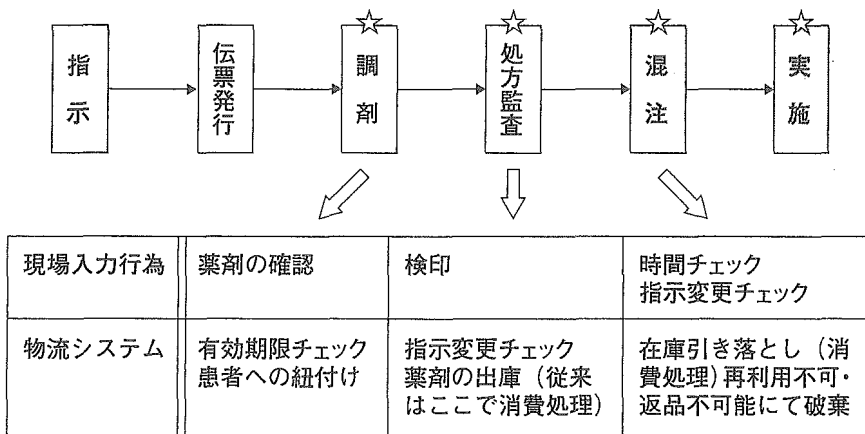 指示
伝票発行
☆
調剤
☆
処方監査
☆
混注
☆
実施
現場入力行為
薬剤の確認
検印
時間チェック
指示変更チェック
物流システム
有効期限チェック
患者への紐付け
指示変更チェック
薬剤の出庫（従来
はここで消費処理）
在庫引き落とし（消
費処理）再利用不可・
返品不可能にて破棄